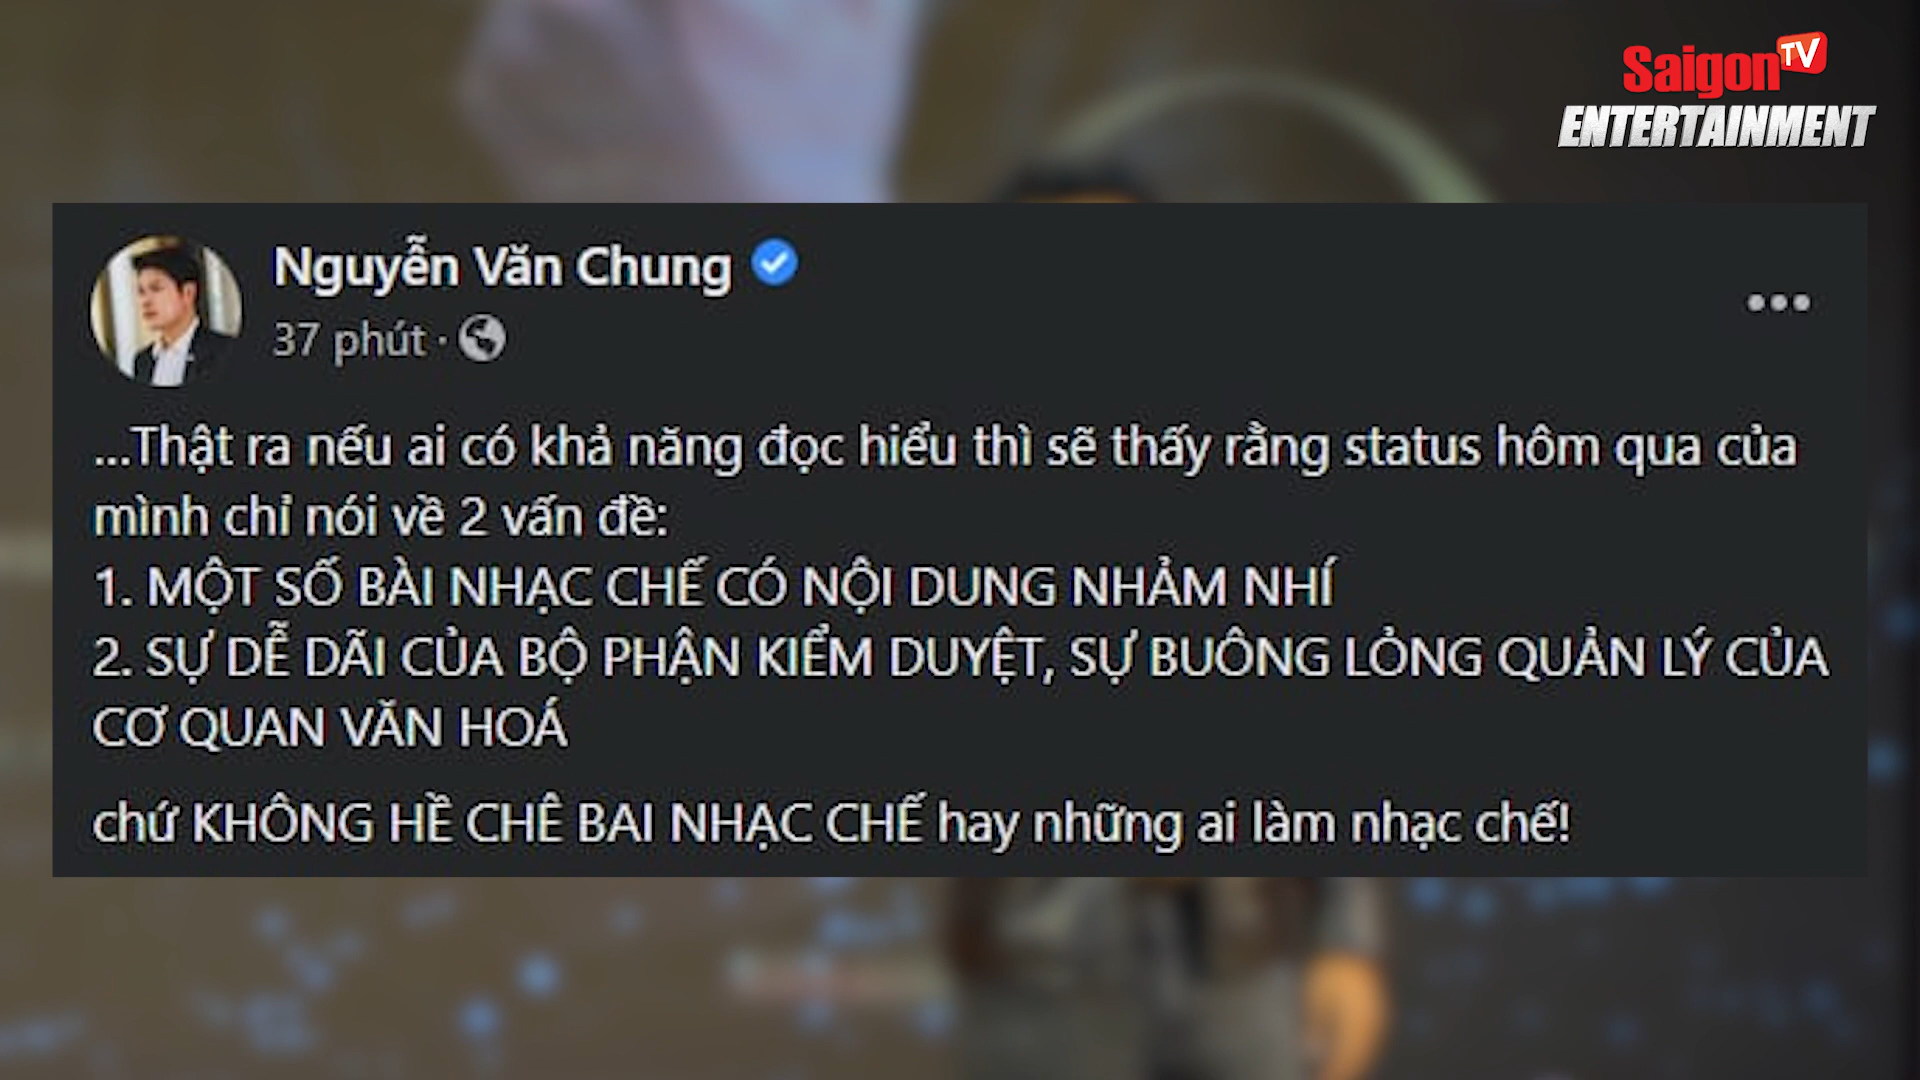 Saigon TV
ENTERTAINMENT
Nguyễn Văn Chung
37 phút ·
...Thật ra nếu ai có khả năng đọc hiểu thì sẽ thấy rằng status hôm qua của
mình chỉ nói về 2 vấn đề:
1. MỘT SỐ BÀI NHẠC CHẾ CÓ NỘI DUNG NHẢM NHÍ
2. SỰ DỄ DÃI CỦA BỘ PHẬN KIỂM DUYỆT, SỰ BUÔNG LỎNG QUẢN LÝ CỦA
CƠ QUAN VĂN HOÁ
chứ KHÔNG HỀ CHÊ BAI NHẠC CHẾ hay những ai làm nhạc chế!